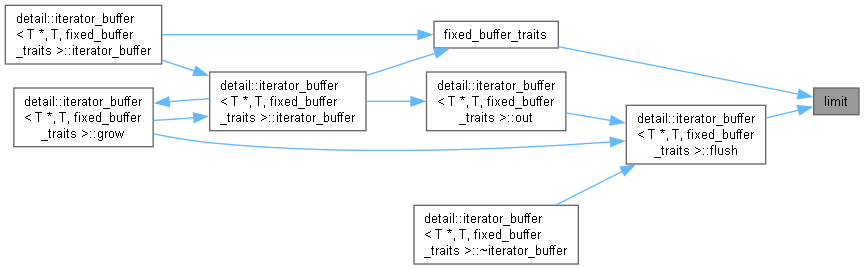 detail::iterator_buffer
< T *, T, fixed_buffer
_traits >::iterator_buffer
fixed_buffer_traits
detail::iterator_buffer
< T *, T, fixed_buffer
_traits >::grow
detail::iterator_buffer
< T *, T, fixed_buffer
_traits >::iterator_buffer
detail::iterator_buffer
< T *, T, fixed_buffer
_traits >::out
detail::iterator_buffer
< T *, T, fixed_buffer
_traits >::flush
limit
detail::iterator_buffer
< T *, T, fixed_buffer
_traits >::~iterator_buffer